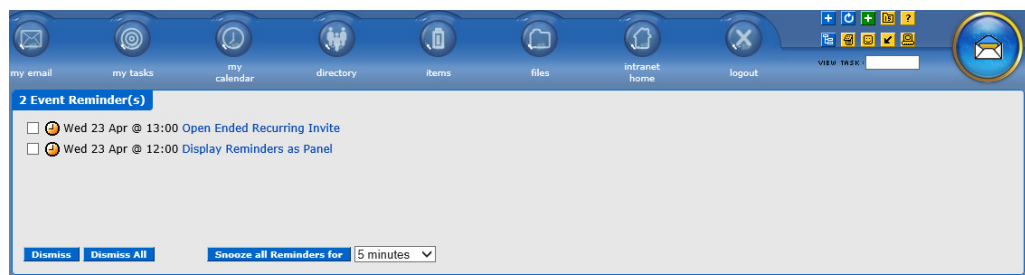 my email
my tasks
my calendar
directory
items
files
intranet home
logout
15 ?
VIEW TASK:
2 Event Reminder(s)
Wed 23 Apr @ 13:00 Open Ended Recurring Invite
Wed 23 Apr @ 12:00 Display Reminders as Panel
Dismiss Dismiss All Snooze all Reminders for 5 minutes